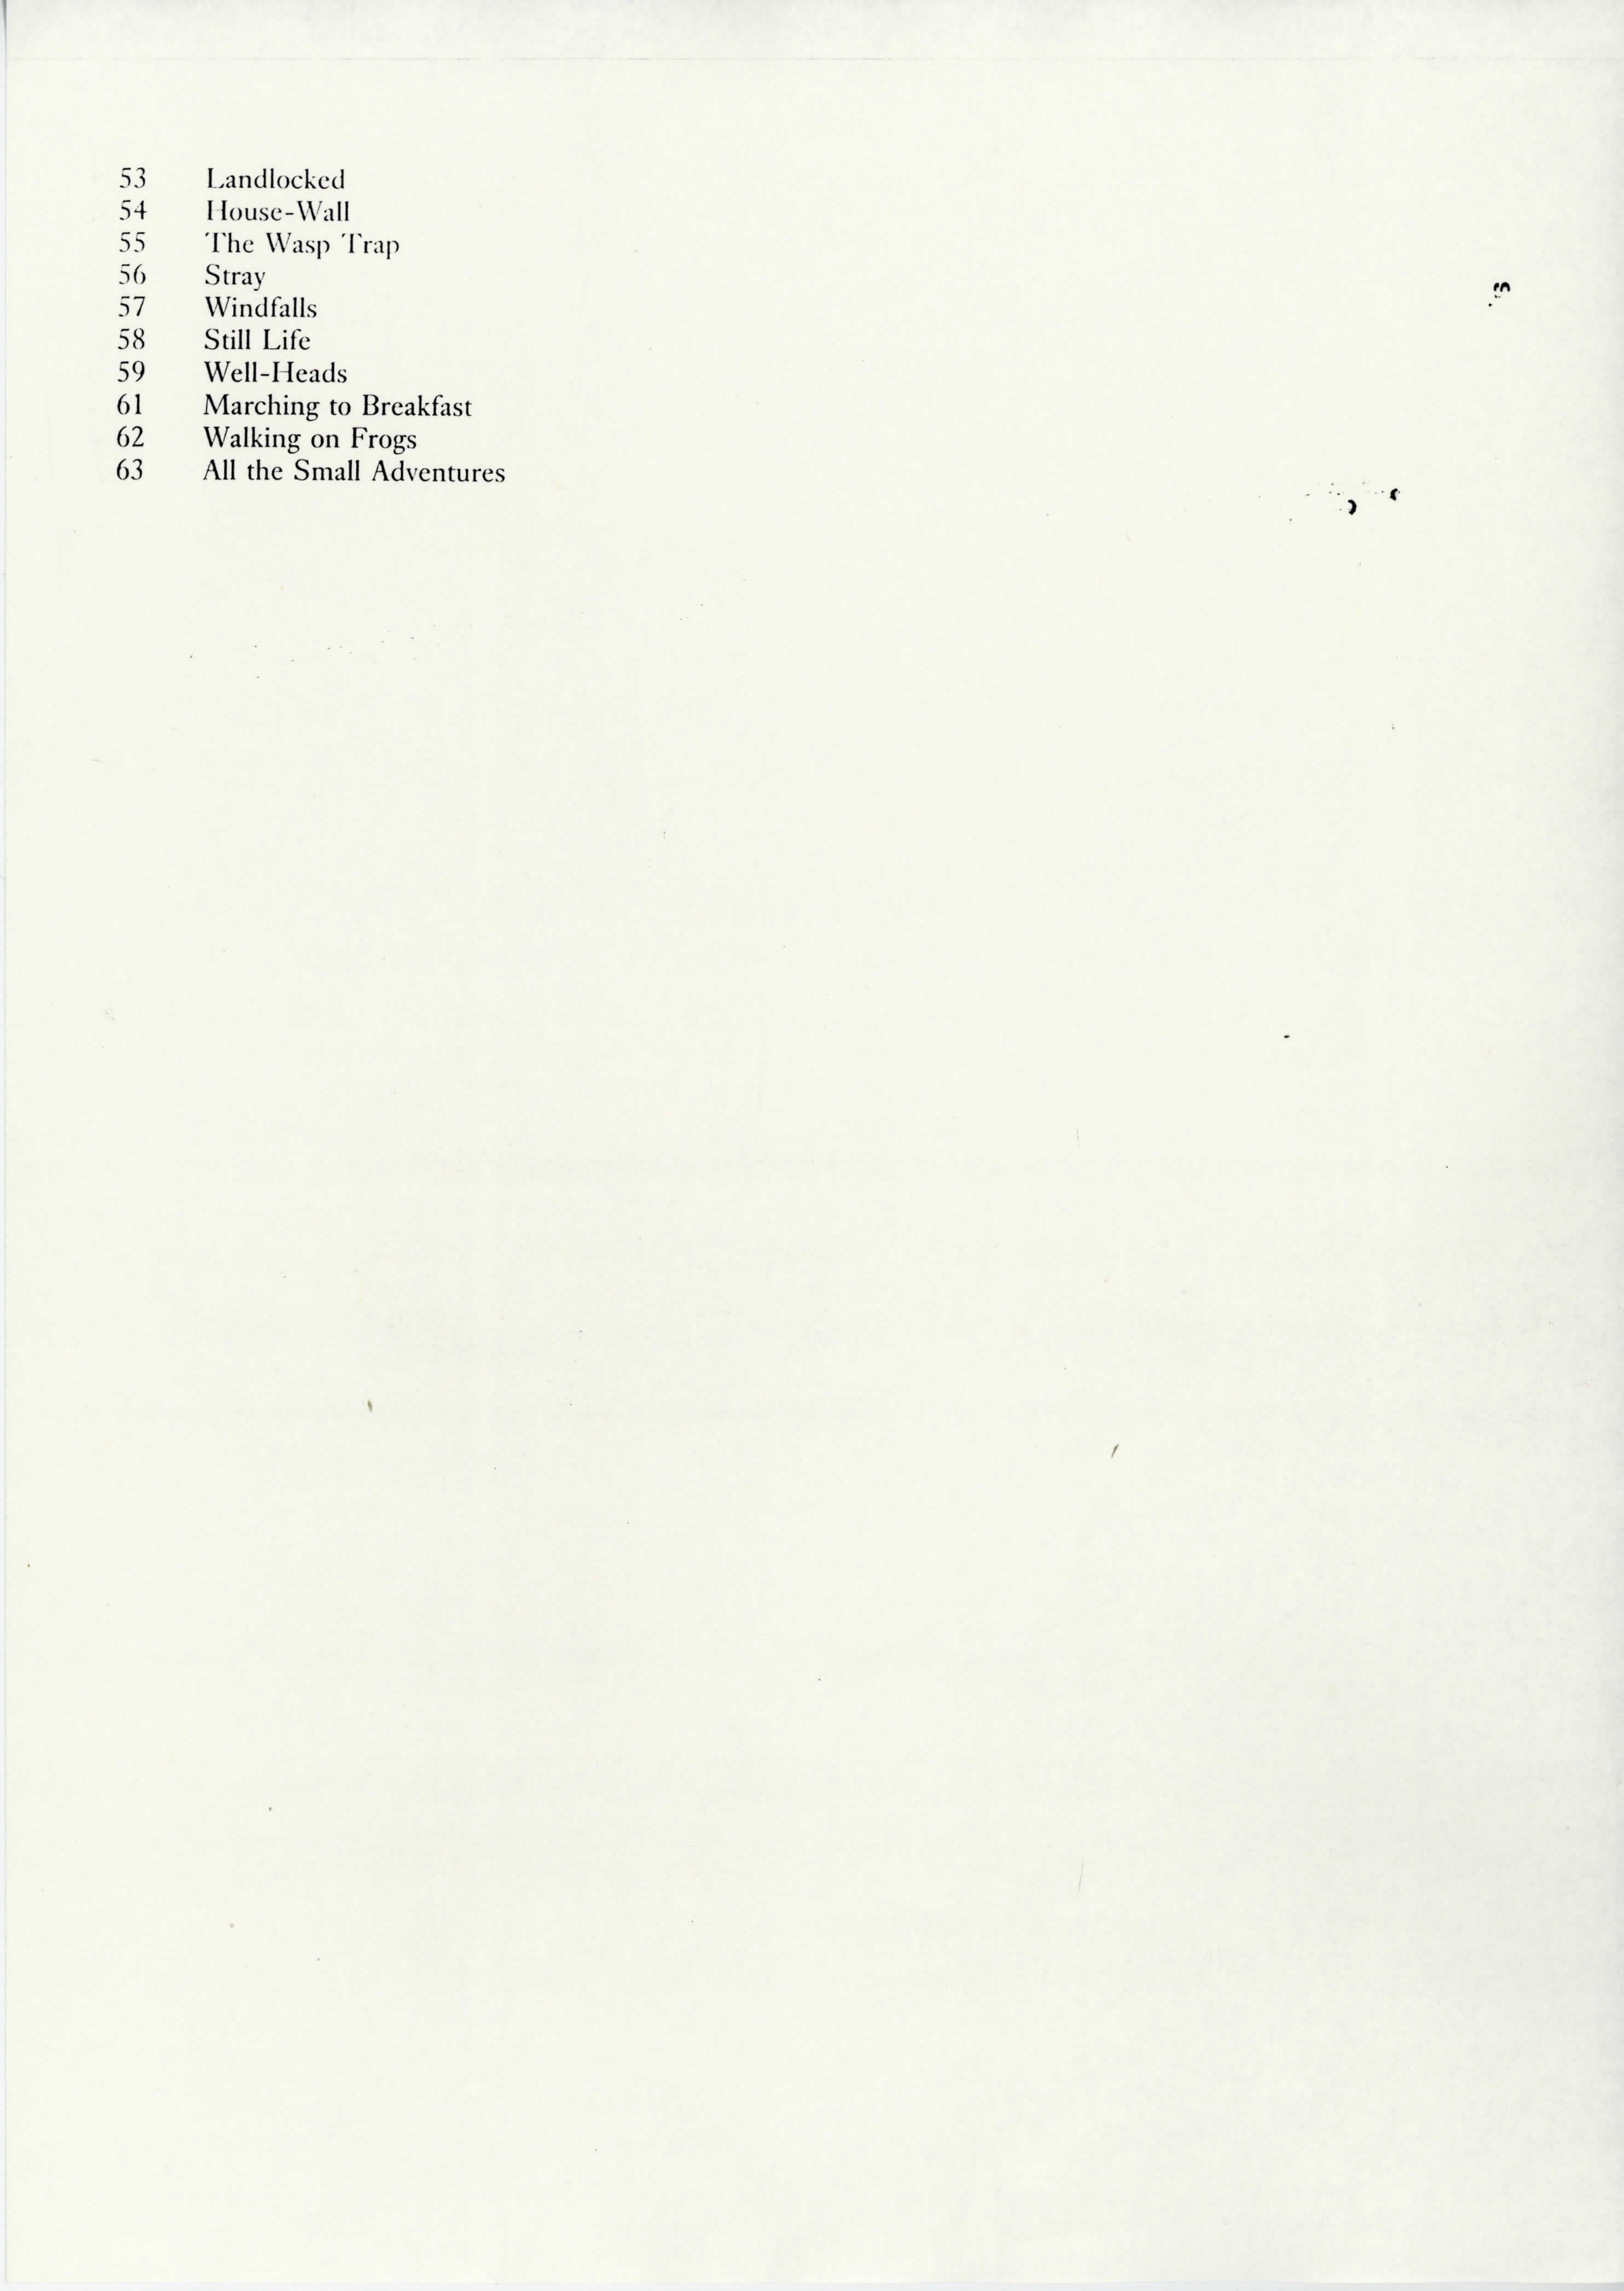 53 Landlocked
54 House-Wall
55 The Wasp Trap
56 Stray
57 Windfalls
58 Still Life
59 Well-Heads
61 Marching to Breakfast
62 Walking on Frogs
63 All the Small Adventures